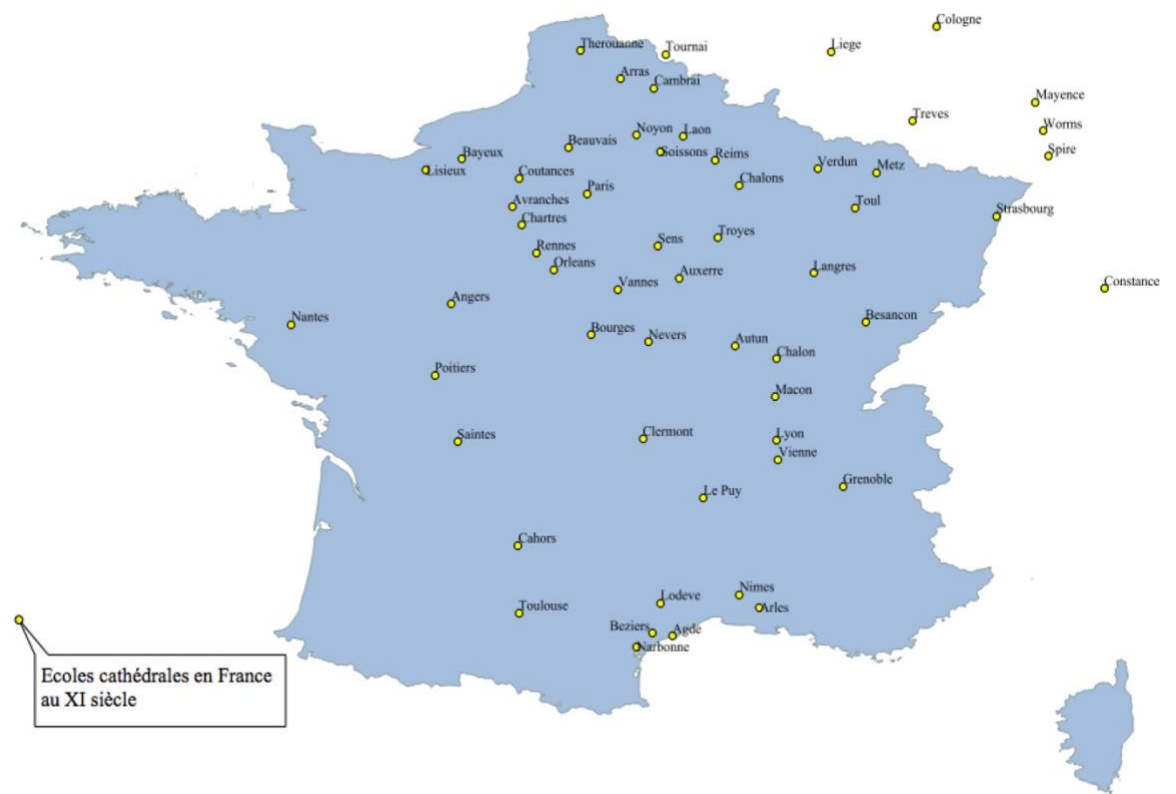 Cologne
Therouanne
Tournai
Liege
Arras
Cambrai
Mayence
Treves
Worms
Noyon
Laon
Beauvais
Soissons
Spire
Bayeux
Reims
Lisieux
Verdun
Metz
Coutances
Chalons
Paris
Avranches
Toul
Strasbourg
Chartres
Troyes
Sens
Rennes
Orleans
Auxerre
Langres
Vannes
Constance
Angers
Nantes
Besancon
Bourges
Nevers
Autun
Chalon
Poitiers
Macon
Saintes
Clermont
Lyon
Vienne
Grenoble
Le Puy
Cahors
Nimes
Lodeve
Arles
Toulouse
Beziers
Agde
Narbonne
Ecoles cathédrales en France
au XI siècle